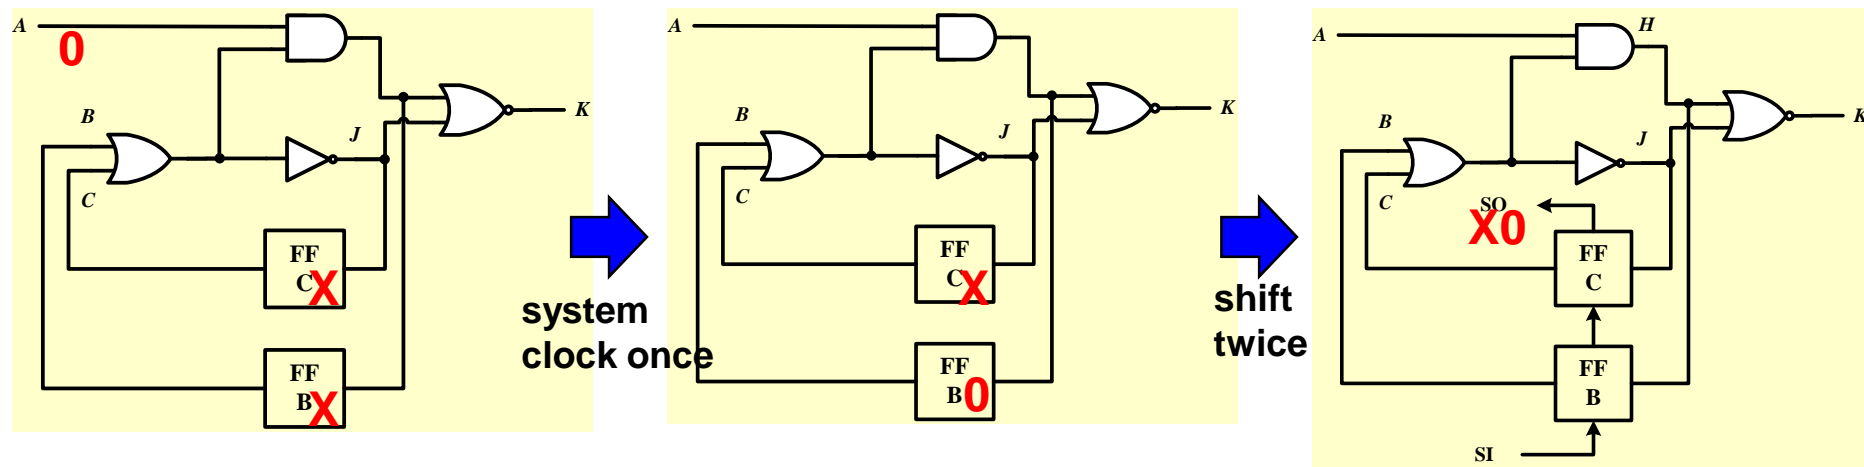 A
0
B
J
K
C
FF
C X
FF
B X
system
clock once
A
B
J
K
C
FF
C X
FF
B 0
shift
twice
H
A
K
B
J
C
SO
X0
FF
C
FF
B
SI